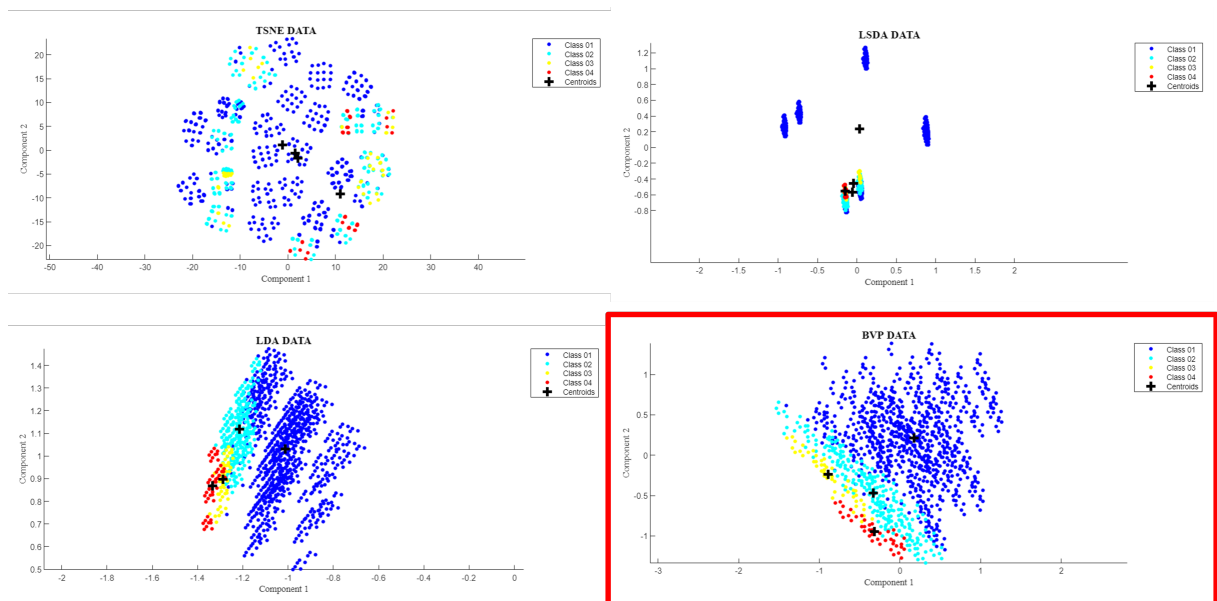 TSNE DATA
Class 01
Class 02
Class 03
Class 04
Centroids
Component 2
20
15
10
5
0
-5
-10
-15
-20
-50
-40
-30
-20
-10
0
10
20
30
40
Component 1
LSDA DATA
Class 01
Class 02
Class 03
Class 04
Centroids
Component 2
1.2
1
0.8
0.6
0.4
0.2
-0.2
-0.4
-0.6
-0.8
-2
-1.5
-1
-0.5
0
0.5
1
1.5
2
Component 1
LDA DATA
Class 01
Class 02
Class 03
Class 04
Centroids
Component 2
1.4
1.3
1.2
1.1
1
0.9
0.8
0.7
0.6
0.5
-2
-1.8
-1.6
-1.4
-1.2
-1
-0.8
-0.6
-0.4
-0.2
0
Component 1
BVP DATA
Class 01
Class 02
Class 03
Class 04
Centroids
Component 2
1
0.5
0
-0.5
-1
-3
-2
-1
0
1
2
Component 1